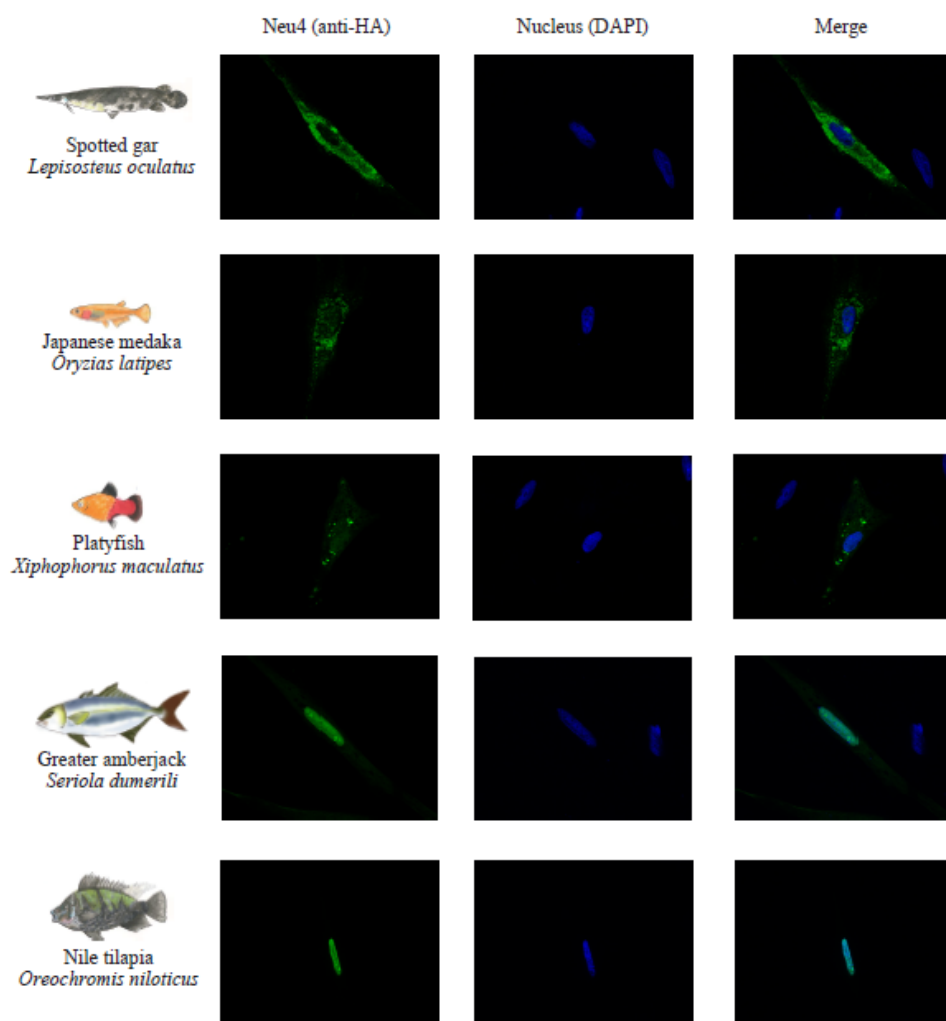 Neu4 (anti-HA) Nucleus (DAPI) Merge
Spotted gar
Lepisosteus oculatus
Japanese medaka
Oryzias latipes
Platyfish
Xiphophorus maculatus
Greater amberjack
Seriola dumerili
Nile tilapia
Oreochromis niloticus